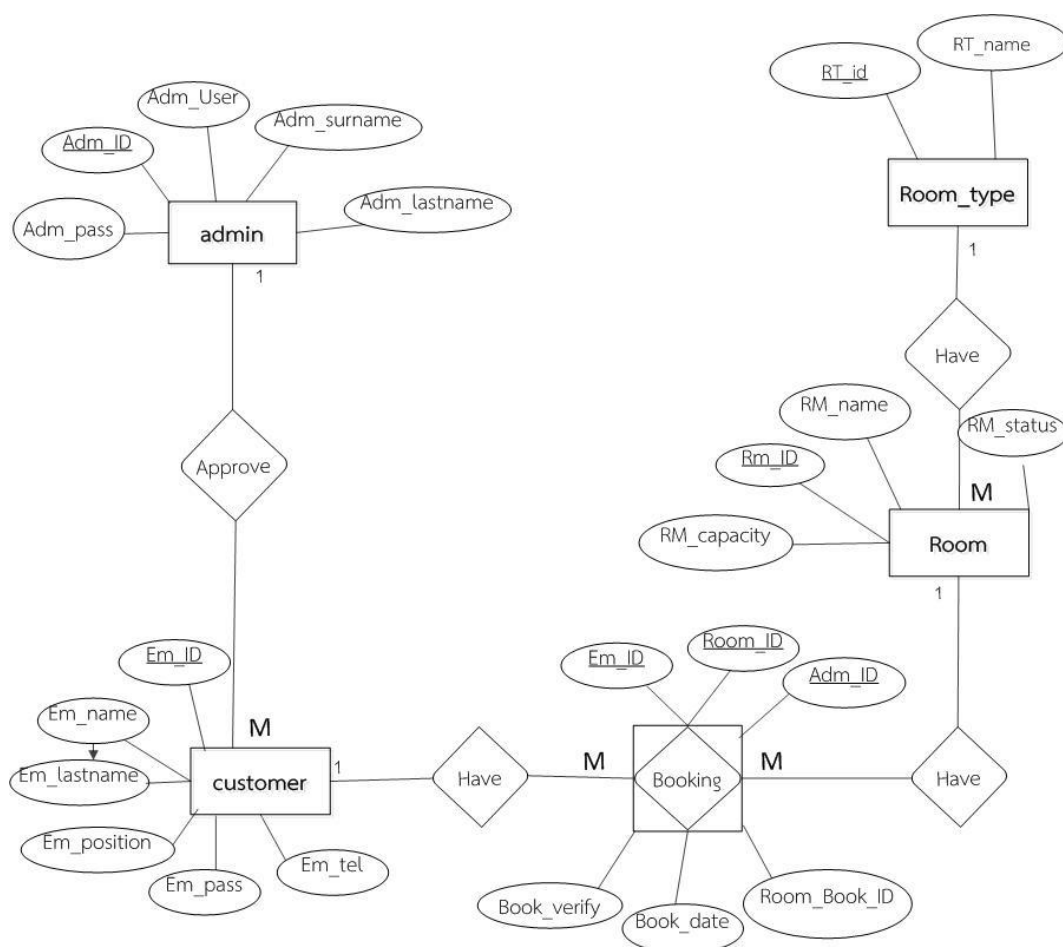 RT_name
RT_id
Adm_User
Adm_surname
Adm_ID
Adm_lastname
Adm_pass
admin
Room_type
1
1
Have
RM_name
RM_status
Rm_ID
Approve
M
RM_capacity
Room
1
Em_ID
Room_ID
Em_ID
Adm_ID
Em_name
M
Em_lastname
customer
1
Have
M
Booking
M
Have
Em_position
Em_tel
Em_pass
Book_verify
Book_date
Room_Book_ID